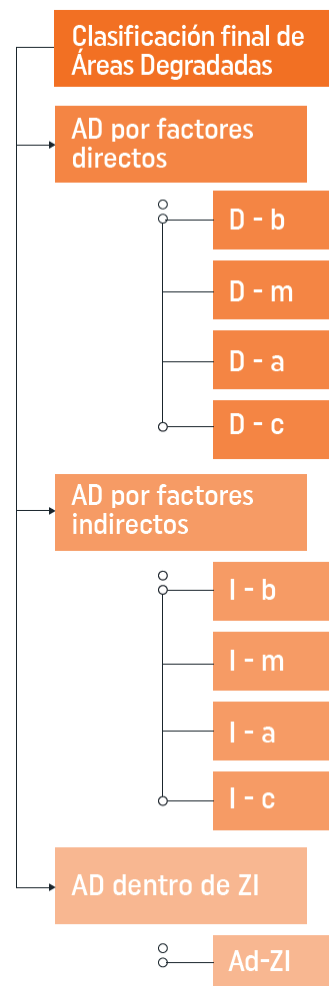 Clasificación final de
Áreas Degradadas
AD por factores
directos
D - b
D - m
D - a
D - c
AD por factores
indirectos
I - b
I - m
I - a
I - c
AD dentro de ZI
Ad-ZI